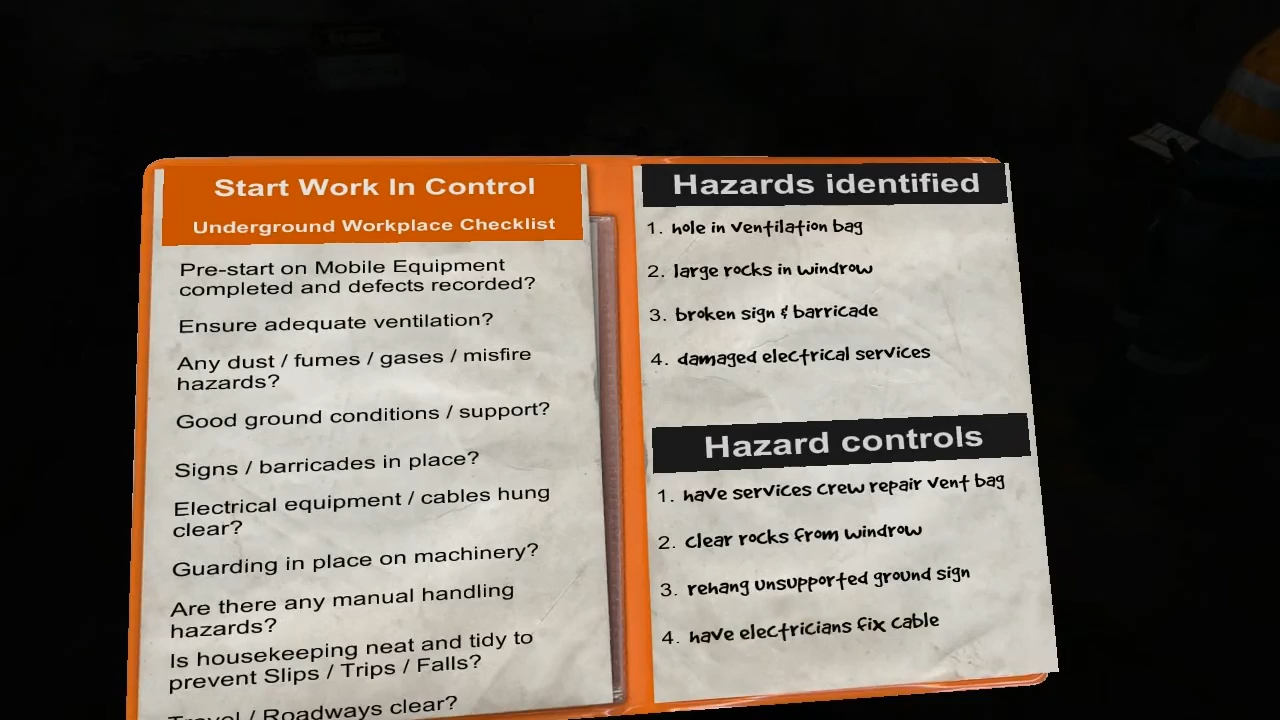 Start Work In Control
Underground Workplace Checklist
Pre-start on Mobile Equipment
completed and defects recorded?
Ensure adequate ventilation?
Any dust / fumes / gases / misfire
hazards?
Good ground conditions / support?
Signs / barricades in place?
Electrical equipment / cables hung
clear?
Guarding in place on machinery?
Are there any manual handling
hazards?
Is housekeeping neat and tidy to
prevent Slips / Trips / Falls?
Travel / Roadways clear?
Hazards identified
1. hole in ventilation bag
2. large rocks in windrow
3. broken sign & barricade
4. damaged electrical services
Hazard controls
1. have services crew repair vent bag
2. clear rocks from windrow
3. rehang unsupported ground sign
4. have electricians fix cable